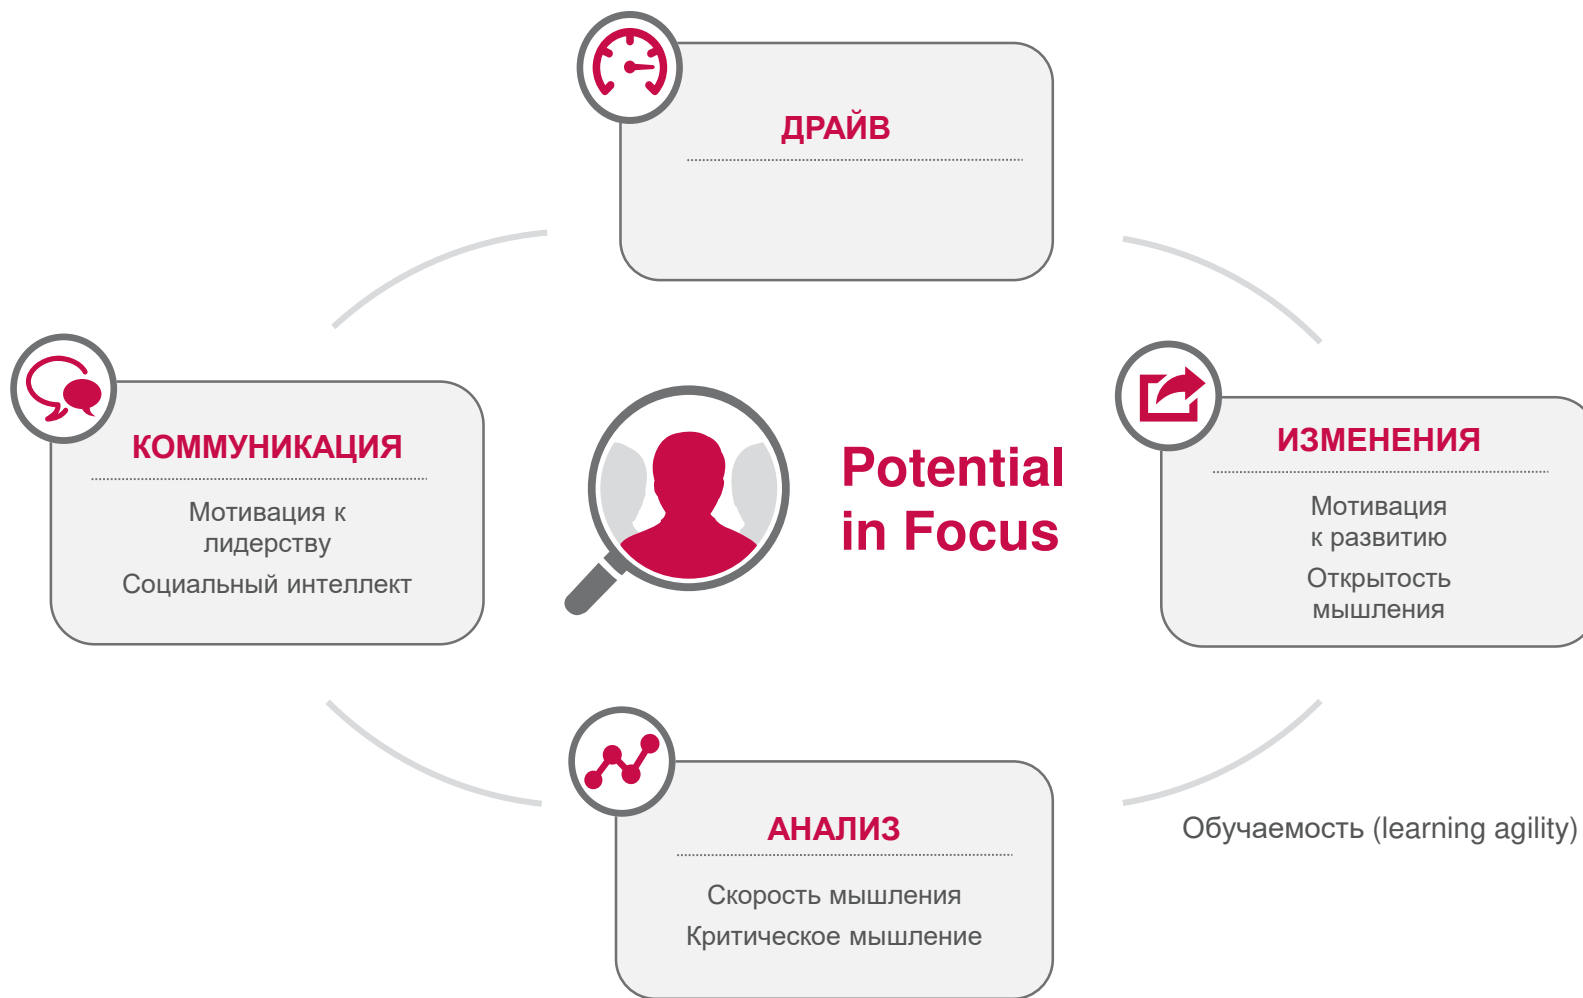 ДРАЙВ
КОММУНИКАЦИЯ
Мотивация к
лидерству
Социальный интеллект
Potential
in Focus
ИЗМЕНЕНИЯ
Мотивация
к развитию
Открытость
мышления
АНАЛИЗ
Скорость мышления
Критическое мышление
Обучаемость (learning agility)